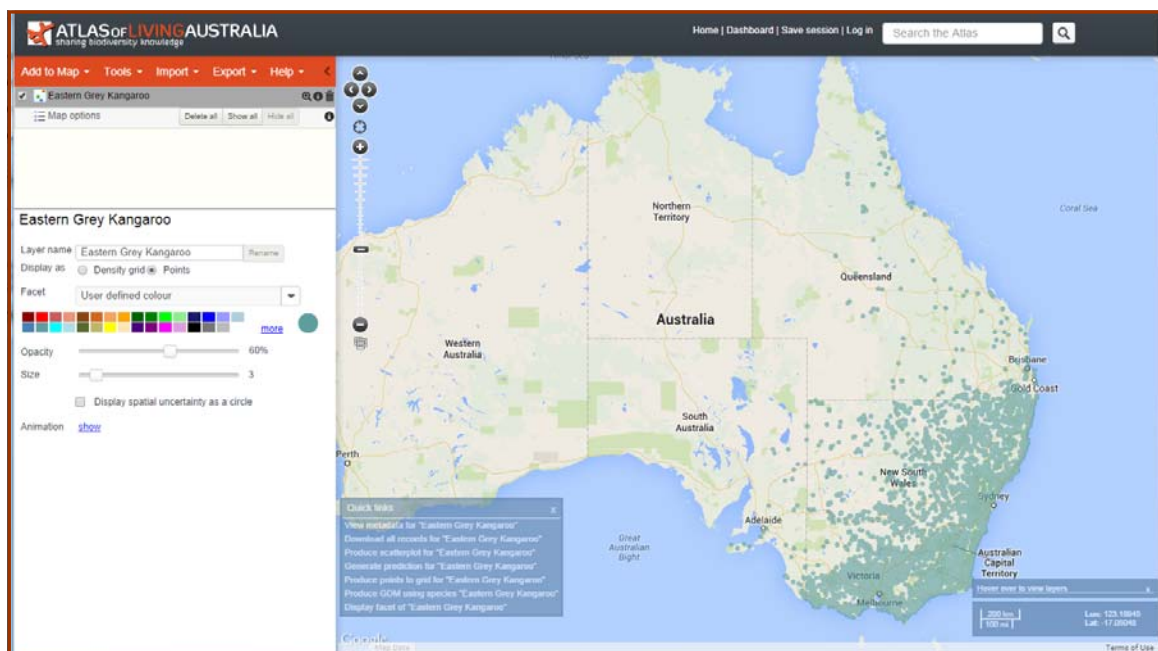 ATLAS OF LIVING AUSTRALIA
sharing biodiversity knowledge
Home | Dashboard | Save session | Log in
Search the Atlas
Add to Map Tools Import Export Help
Eastern Grey Kangaroo
Map options
Delete all Show all Hide all
Eastern Grey Kangaroo
Layer name Eastern Grey Kangaroo Rename
Display as Density grid Points
Facet User defined colour
more
Opacity 60%
Size 3
Display spatial uncertainty as a circle
Animation show
Northern
Territory
Coral Sea
Queensland
Australia
Western
Australia
Brisbane
Gold Coast
South
Australia
Perth
New South
Wales
Sydney
Adelaide
Great
Australian
Bight
Australian
Capital
Territory
Victoria
Melbourne
Quick links x
View metadata for "Eastern Grey Kangaroo"
Download all records for "Eastern Grey Kangaroo"
Produce scatterplot for "Eastern Grey Kangaroo"
Generate prediction for "Eastern Grey Kangaroo"
Produce points to grid for "Eastern Grey Kangaroo"
Produce GDM using species "Eastern Grey Kangaroo"
Display facet of "Eastern Grey Kangaroo"
Hover over to view layers
200 km
100 mi
Google
Map Data
Terms of Use